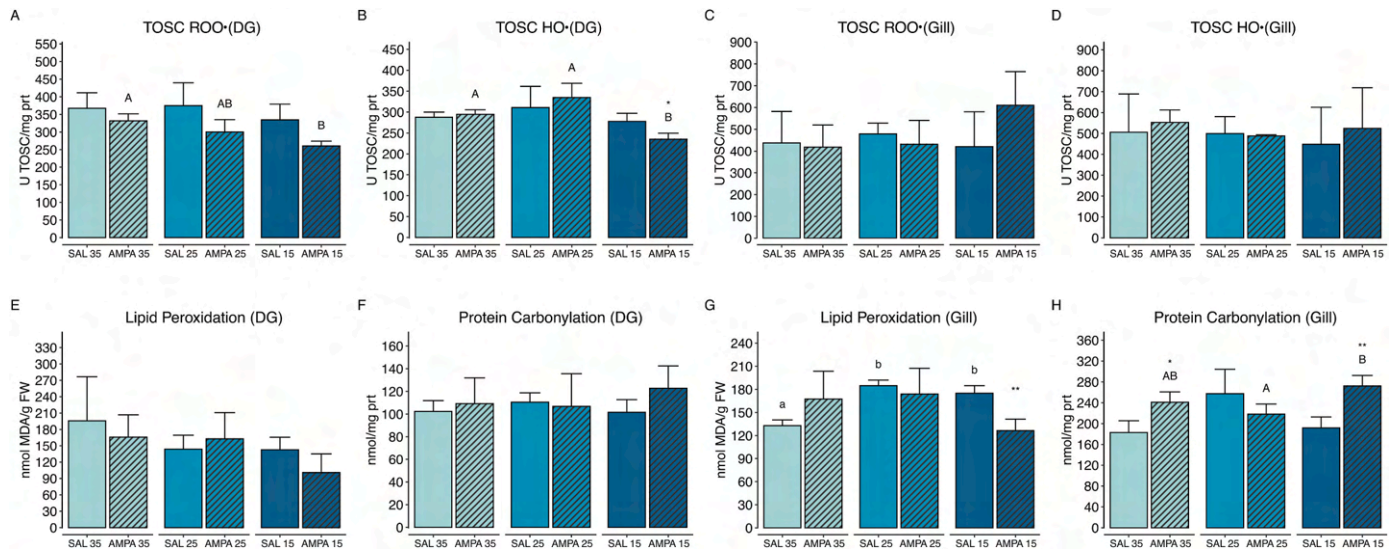 A
TOSC ROO•(DG)
U TOSC/mg prt
550
500
450
400
350
300
250
200
150
100
50
0
A
AB
B
SAL 35 AMPA 35 SAL 25 AMPA 25 SAL 15 AMPA 15
B
TOSC HO•(DG)
450
400
350
300
250
200
150
100
50
0
A
A
*
B
SAL 35 AMPA 35 SAL 25 AMPA 25 SAL 15 AMPA 15
C
TOSC ROO•(Gill)
U TOSC/mg prt
900
800
700
600
500
400
300
200
100
0
SAL 35 AMPA 35 SAL 25 AMPA 25 SAL 15 AMPA 15
D
TOSC HO•(Gill)
U TOSC/mg prt
900
800
700
600
500
400
300
200
100
0
SAL 35 AMPA 35 SAL 25 AMPA 25 SAL 15 AMPA 15
E
Lipid Peroxidation (DG)
nmol MDA/g FW
330
300
270
240
210
180
150
120
90
60
30
0
SAL 35 AMPA 35 SAL 25 AMPA 25 SAL 15 AMPA 15
F
Protein Carbonylation (DG)
nmol/mg prt
160
140
120
100
80
60
40
20
0
SAL 35 AMPA 35 SAL 25 AMPA 25 SAL 15 AMPA 15
G
Lipid Peroxidation (Gill)
nmol MDA/g FW
240
210
180
150
120
90
60
30
0
a
b
b
**
SAL 35 AMPA 35 SAL 25 AMPA 25 SAL 15 AMPA 15
H
Protein Carbonylation (Gill)
nmol/mg prt
360
320
280
240
200
160
120
80
40
0
*
AB
A
**
B
SAL 35 AMPA 35 SAL 25 AMPA 25 SAL 15 AMPA 15